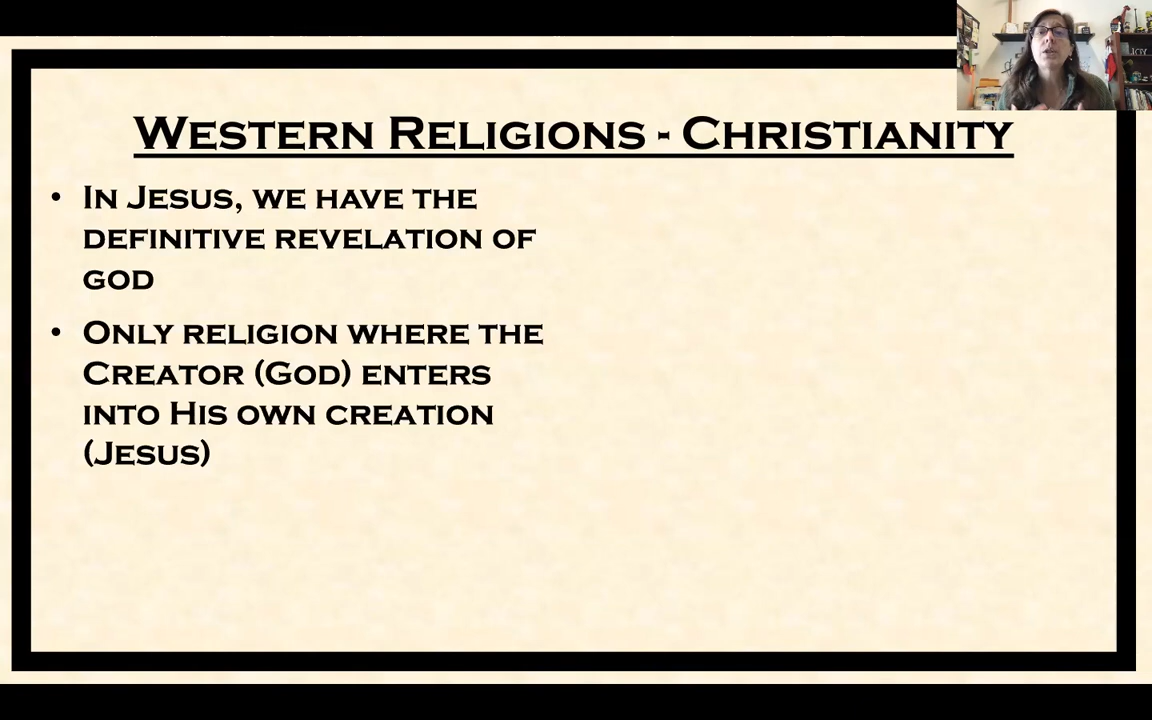 Western Religions - Christianity
• In Jesus, we have the
definitive revelation of
god
• Only religion where the
Creator (God) enters
into His own creation
(Jesus)
JOY